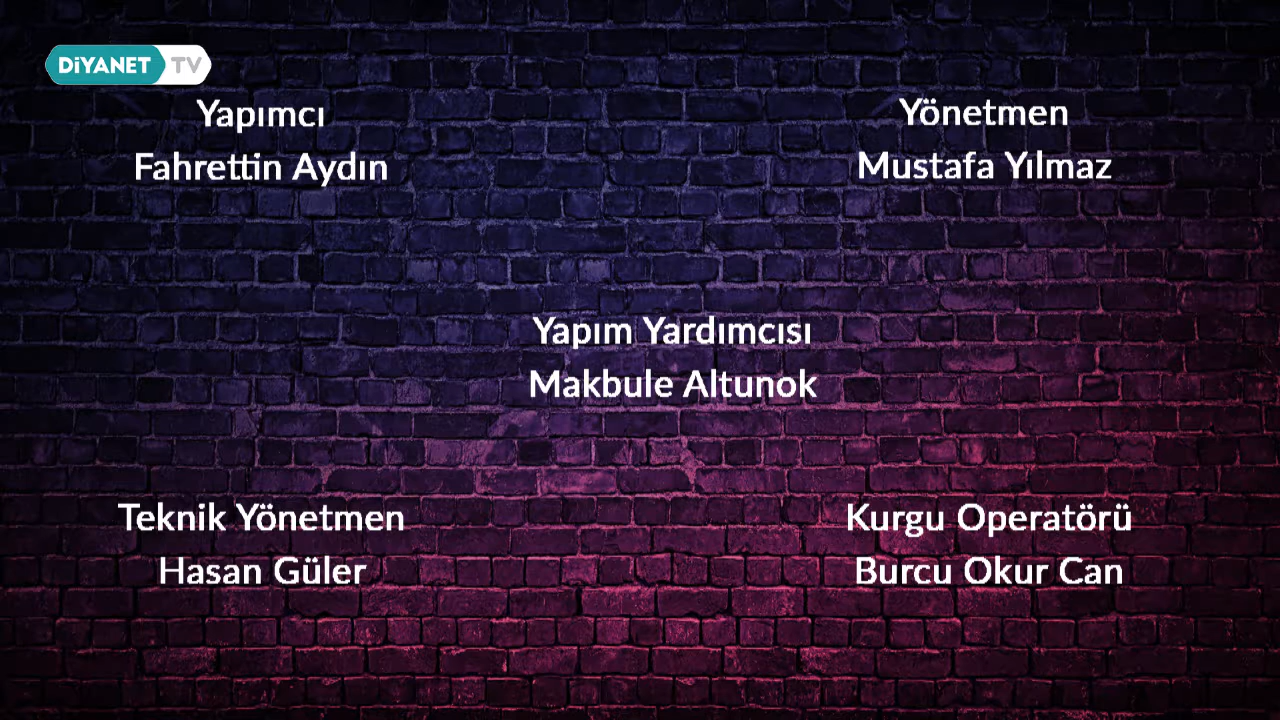 DİYANET TV
Yapımcı
Fahrettin Aydın
Yönetmen
Mustafa Yılmaz
Yapım Yardımcısı
Makbule Altunok
Teknik Yönetmen
Hasan Güler
Kurgu Operatörü
Burcu Okur Can